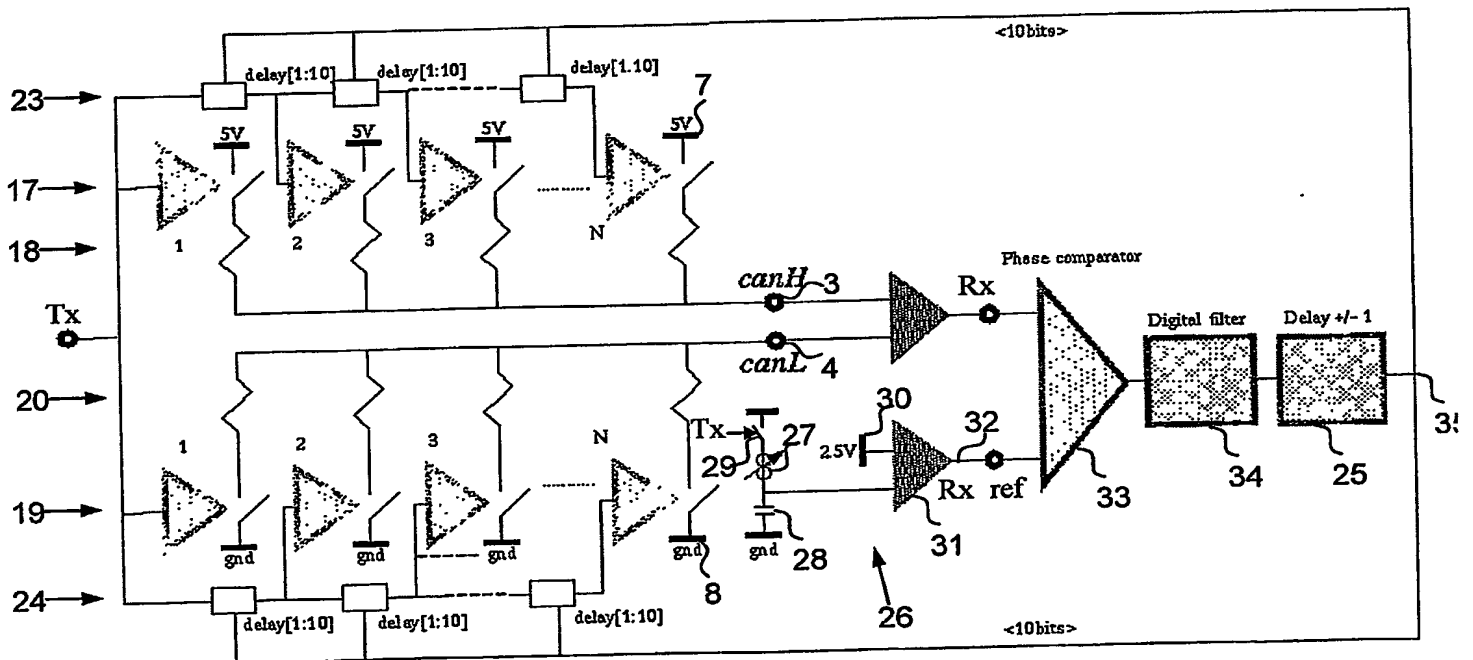 <10bits>
delay[1:10] delay[1:10] delay[1.10]
23
7
5V 5V 5V 5V
17
18
1 2 3 N
Phase comparator
canH 3 Rx
Tx
Digital filter Delay +/- 1
canL 4
20
30
35
1 2 3 N
Tx 27 32
29 25V
Rx ref 33 34 25
19
28 31
gnd gnd gnd gnd gnd
8
24
26
delay[1:10] delay[1:10] delay[1:10]
<10bits>